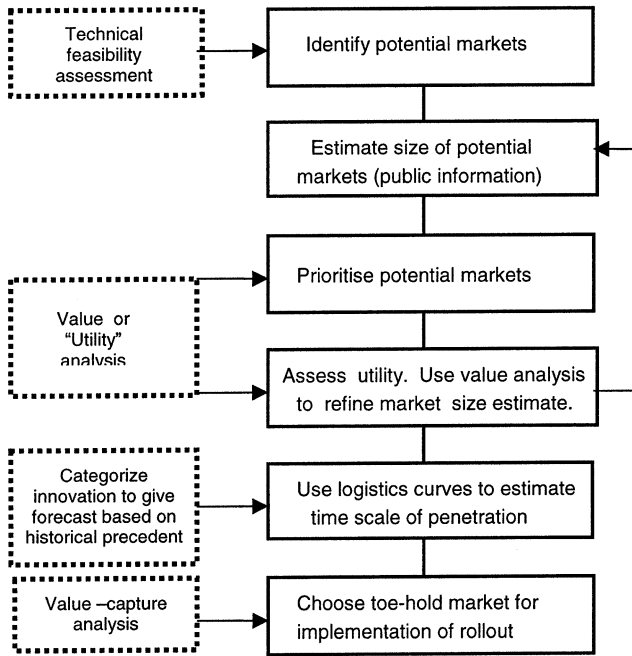 Technical
feasibility
assessment
Identify potential markets
Estimate size of potential
markets (public information)
Prioritise potential markets
Value or
“Utility”
analysis
Assess utility. Use value analysis
to refine market size estimate.
Categorize
innovation to give
forecast based on
historical precedent
Use logistics curves to estimate
time scale of penetration
Value –capture
analysis
Choose toe-hold market for
implementation of rollout